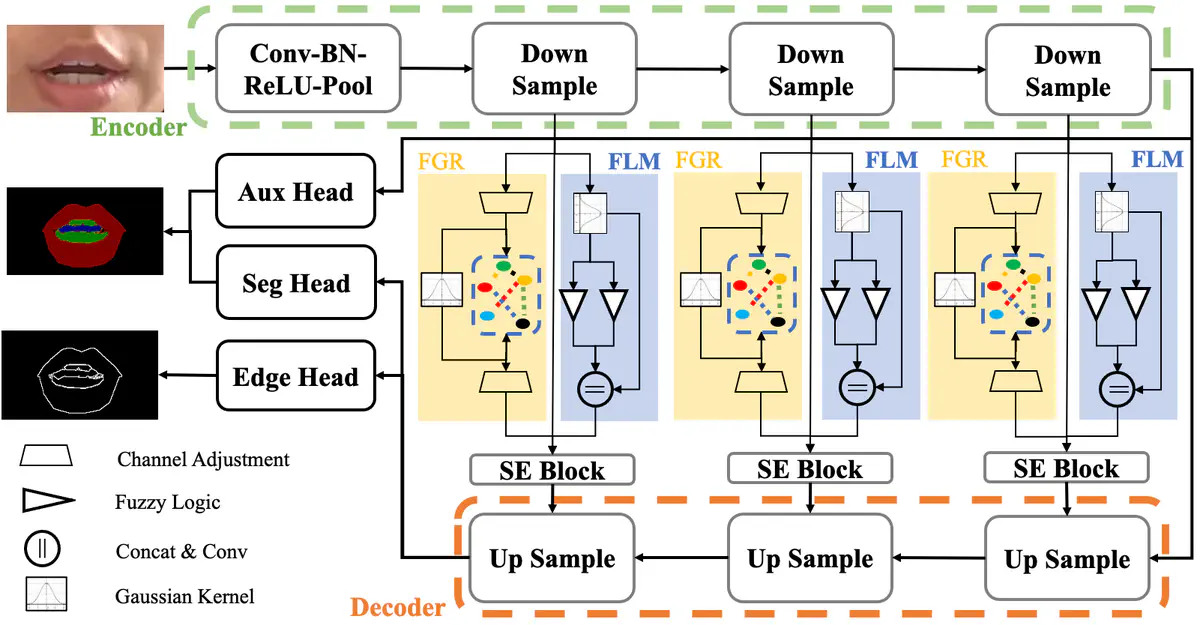 Conv-BN-
ReLU-Pool
Down
Sample
Down
Sample
Down
Sample
Encoder
FGR
FLM
FGR
FLM
FGR
FLM
Aux Head
Seg Head
Edge Head
Channel Adjustment
Fuzzy Logic
Concat & Conv
Gaussian Kernel
SE Block
SE Block
SE Block
Up Sample
Up Sample
Up Sample
Decoder